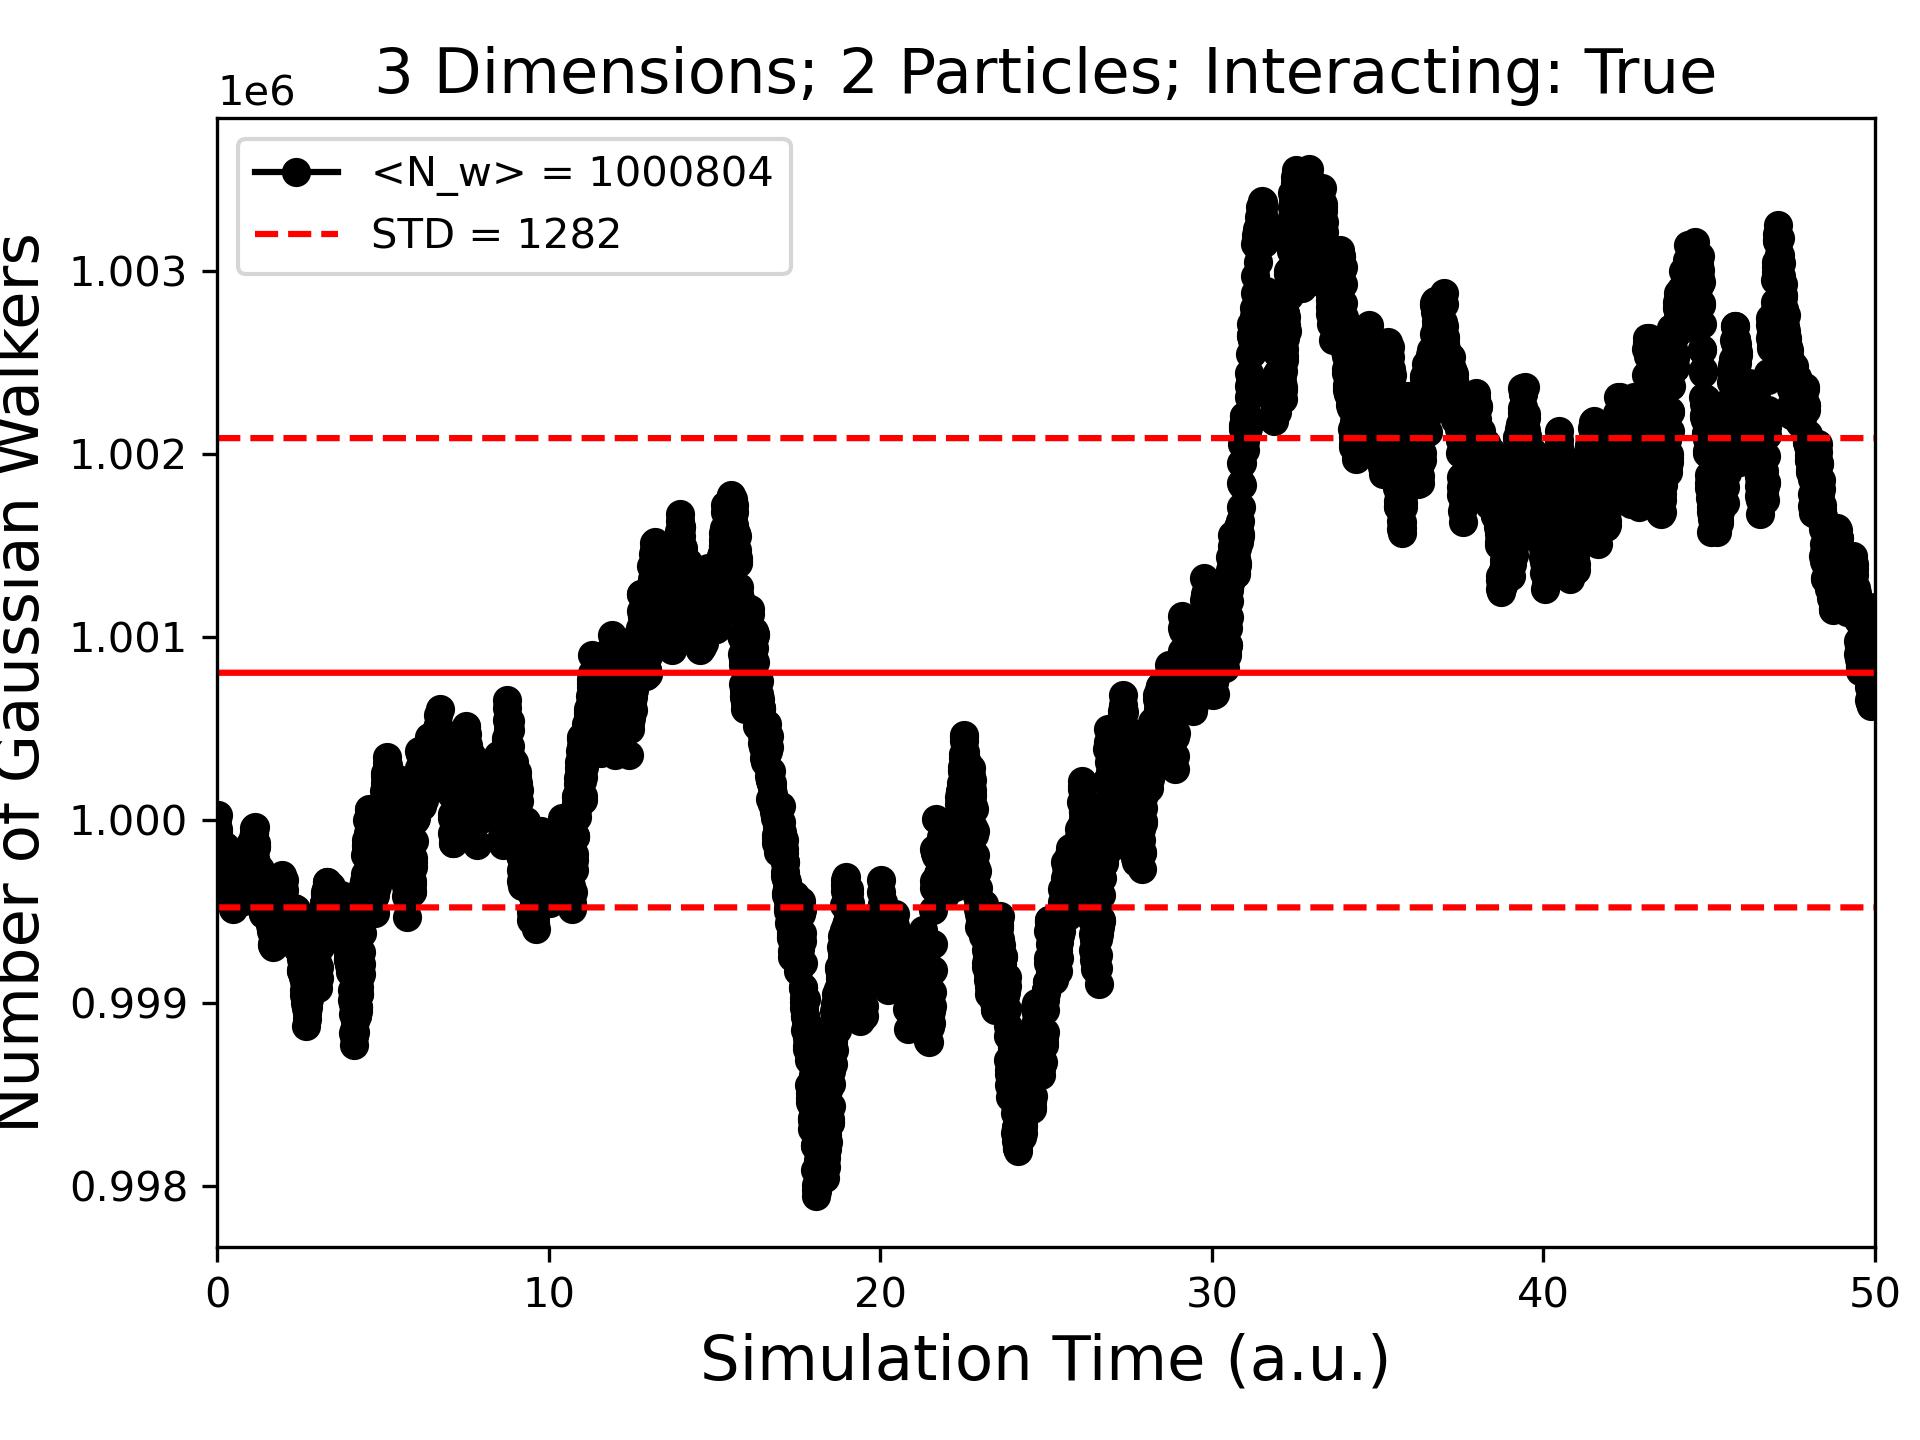 3 Dimensions; 2 Particles; Interacting: True
1e6
<N_w> = 1000804
STD = 1282
Number of Gaussian Walkers
1.003
1.002
1.001
1.000
0.999
0.998
0 10 20 30 40 50
Simulation Time (a.u.)